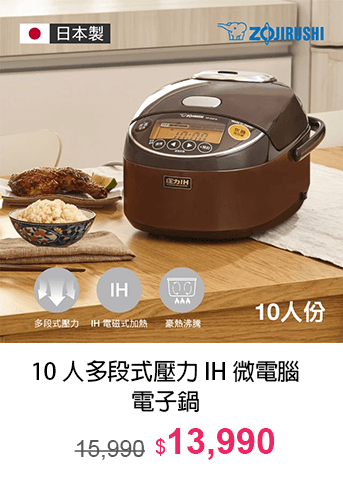 日本製
ZOJIRUSHI
壓力IH
IH
AAA
多段式壓力 IH 電磁式加熱 豪熱沸騰
10人份
10 人多段式壓力 IH 微電腦
電子鍋
15,990 $13,990